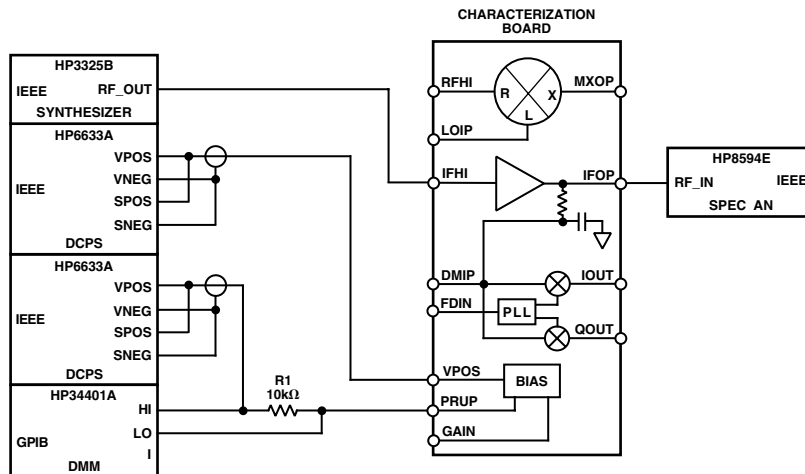 CHARACTERIZATION
BOARD
HP3325B
IEEE RF_OUT
SYNTHESIZER
HP6633A
VPOS
VNEG
IEEE
SPOS
SNEG
DCPS
HP6633A
VPOS
VNEG
IEEE
SPOS
SNEG
DCPS
HP34401A
HI
LO
GPIB
I
DMM
R1
10kΩ
RFHI
R
X
L
MXOP
LOIP
IFHI
IFOP
DMIP
IOUT
FDIN
PLL
QOUT
VPOS
BIAS
PRUP
GAIN
HP8594E
RF_IN IEEE
SPEC AN